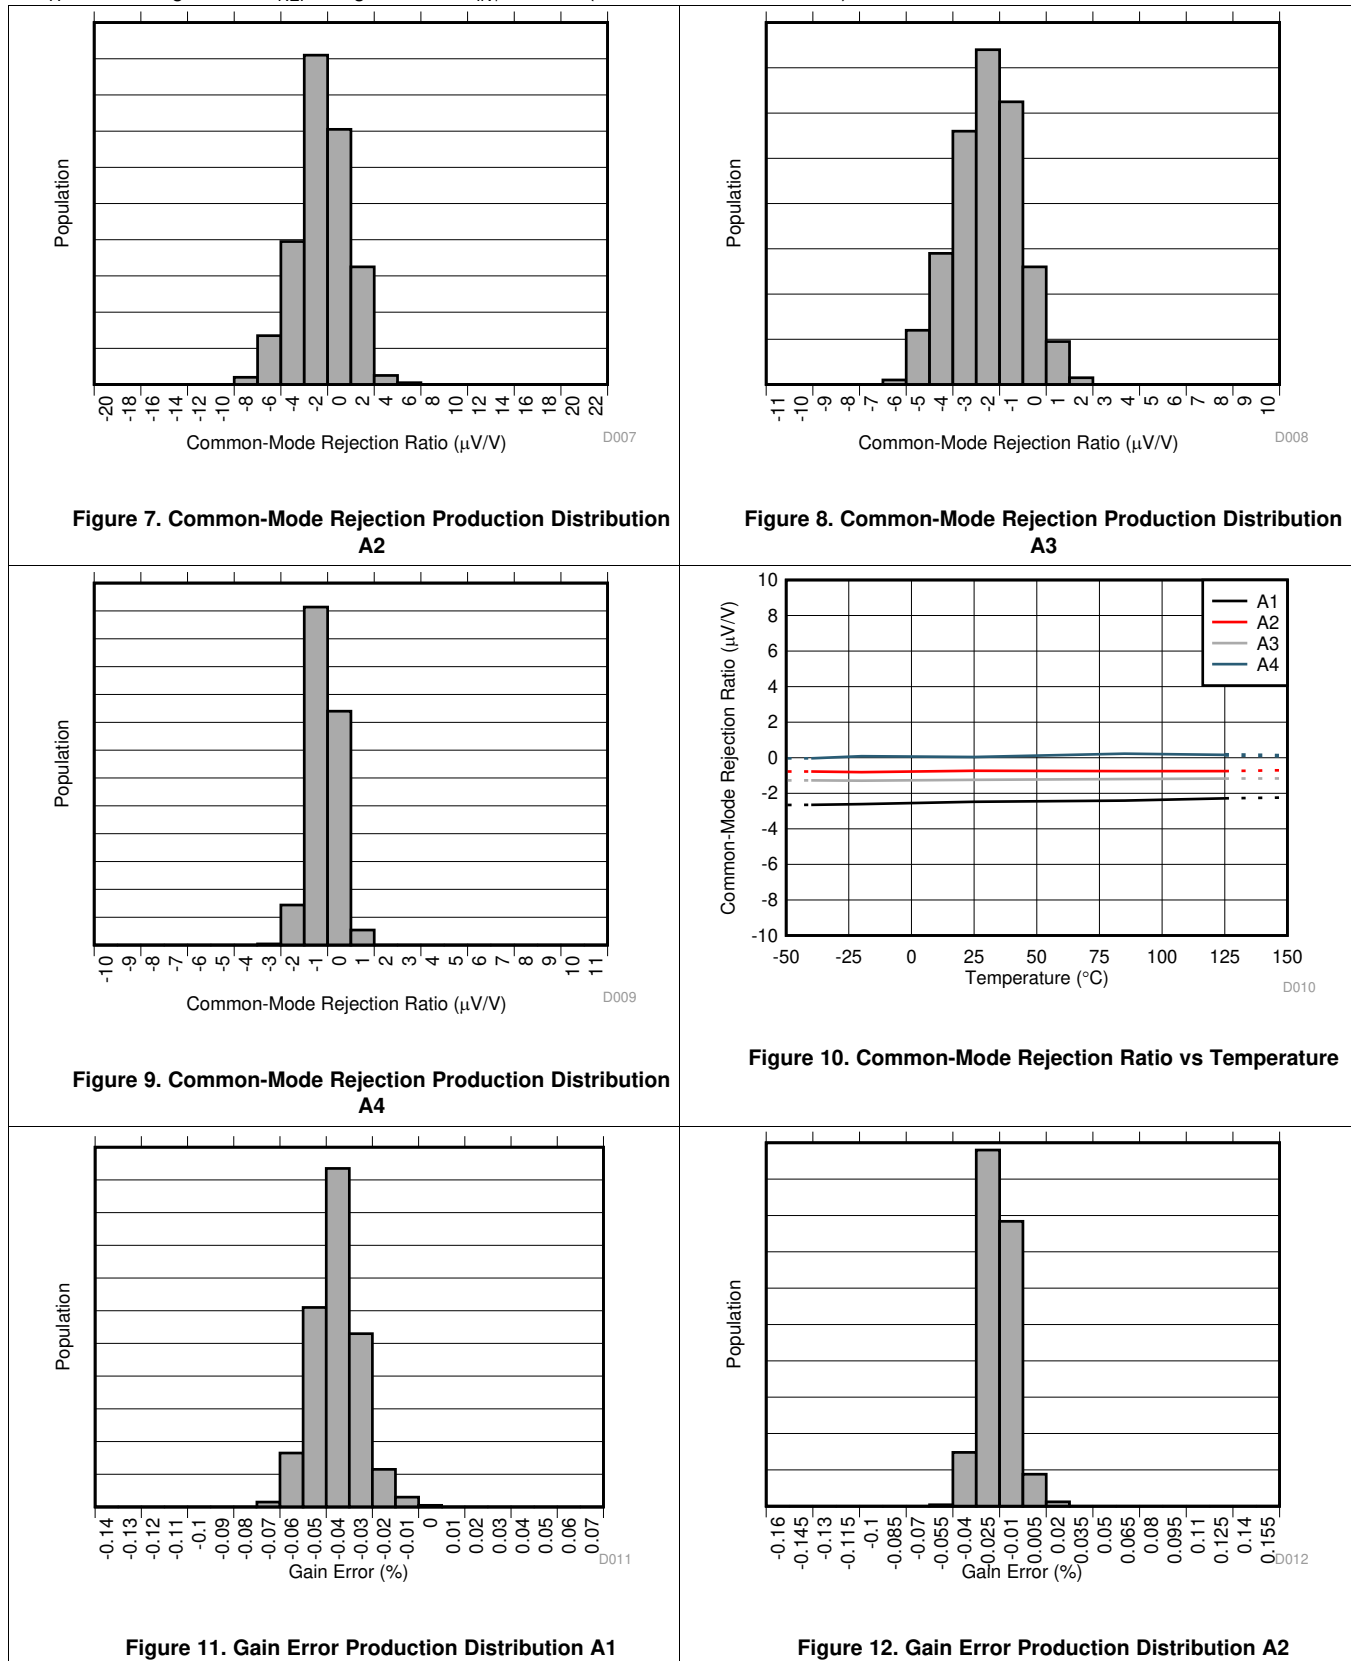 Population
-20 -18 -16 -14 -12 -10 -8 -6 -4 -2 0 2 4 6 8 10 12 14 16 18 20 22
Common-Mode Rejection Ratio (µV/V)
D007
Figure 7. Common-Mode Rejection Production Distribution
A2
Population
-11 -10 -9 -8 -7 -6 -5 -4 -3 -2 -1 0 1 2 3 4 5 6 7 8 9 10
Common-Mode Rejection Ratio (µV/V)
D008
Figure 8. Common-Mode Rejection Production Distribution
A3
Population
-10 -9 -8 -7 -6 -5 -4 -3 -2 -1 0 1 2 3 4 5 6 7 8 9 10 11
Common-Mode Rejection Ratio (µV/V)
D009
Figure 9. Common-Mode Rejection Production Distribution
A4
Common-Mode Rejection Ratio (µV/V)
10
8
6
4
2
0
-2
-4
-6
-8
-10
A1
A2
A3
A4
-50 -25 0 25 50 75 100 125 150
Temperature (°C)
D010
Figure 10. Common-Mode Rejection Ratio vs Temperature
Population
-0.14 -0.13 -0.12 -0.11 -0.1 -0.09 -0.08 -0.07 -0.06 -0.05 -0.04 -0.03 -0.02 -0.01 0 0.01 0.02 0.03 0.04 0.05 0.06 0.07
Gain Error (%)
D011
Figure 11. Gain Error Production Distribution A1
Population
-0.16 -0.145 -0.13 -0.115 -0.1 -0.085 -0.07 -0.055 -0.04 -0.025 -0.01 0.005 0.02 0.035 0.05 0.065 0.08 0.095 0.11 0.125 0.14 0.155
Gain Error (%)
D012
Figure 12. Gain Error Production Distribution A2